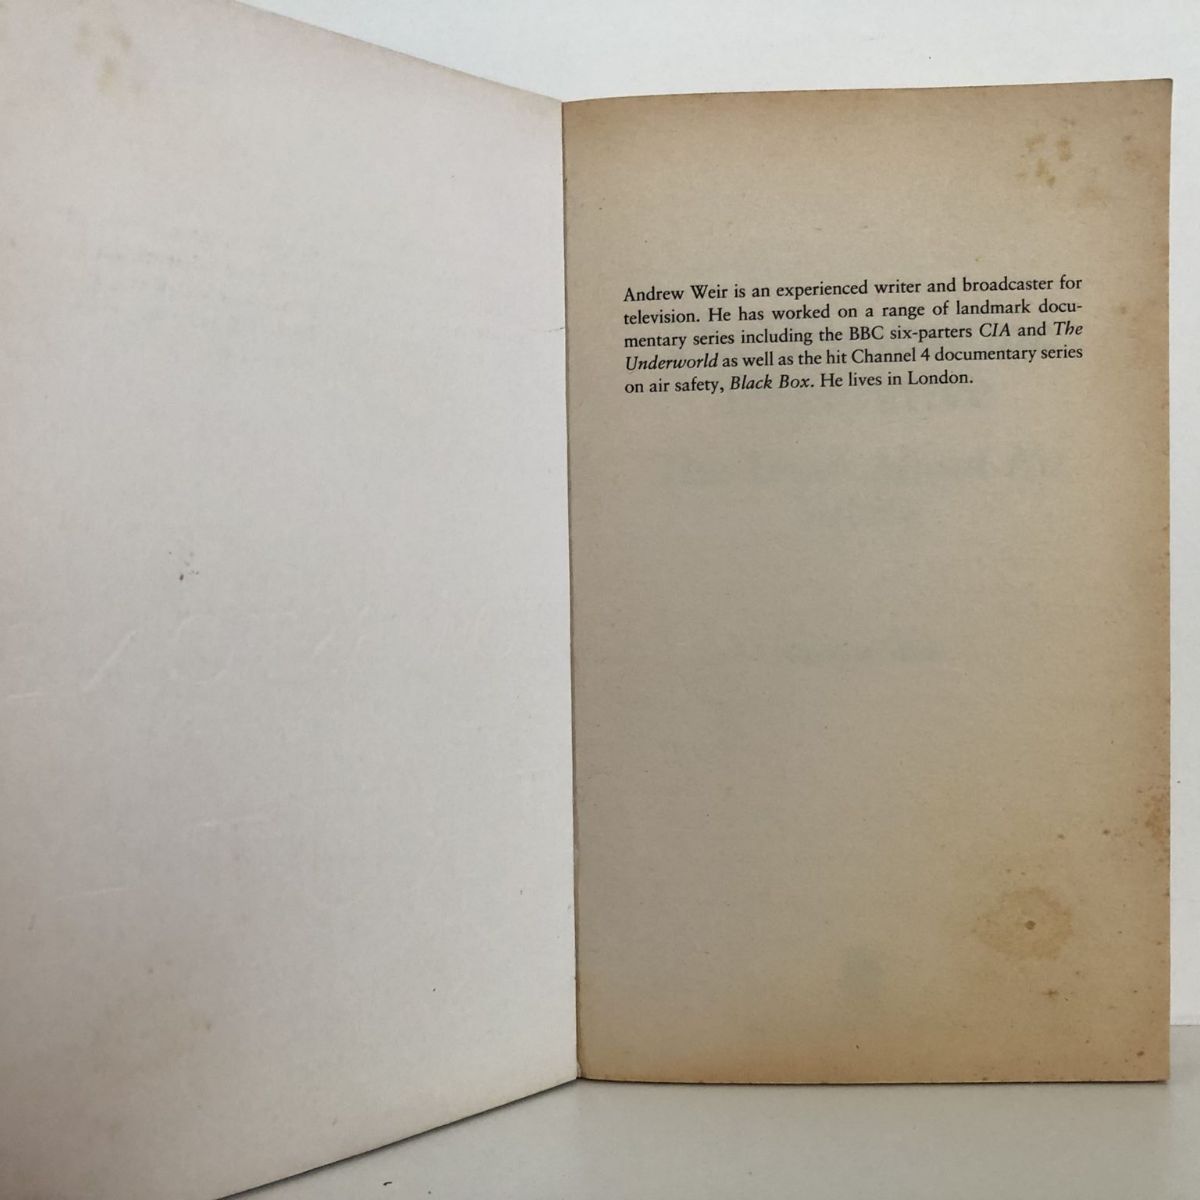 Andrew Weir is an experienced writer and broadcaster for
television. He has worked on a range of landmark docu-
mentary series including the BBC six-parters CIA and The
Underworld as well as the hit Channel 4 documentary series
on air safety, Black Box. He lives in London.